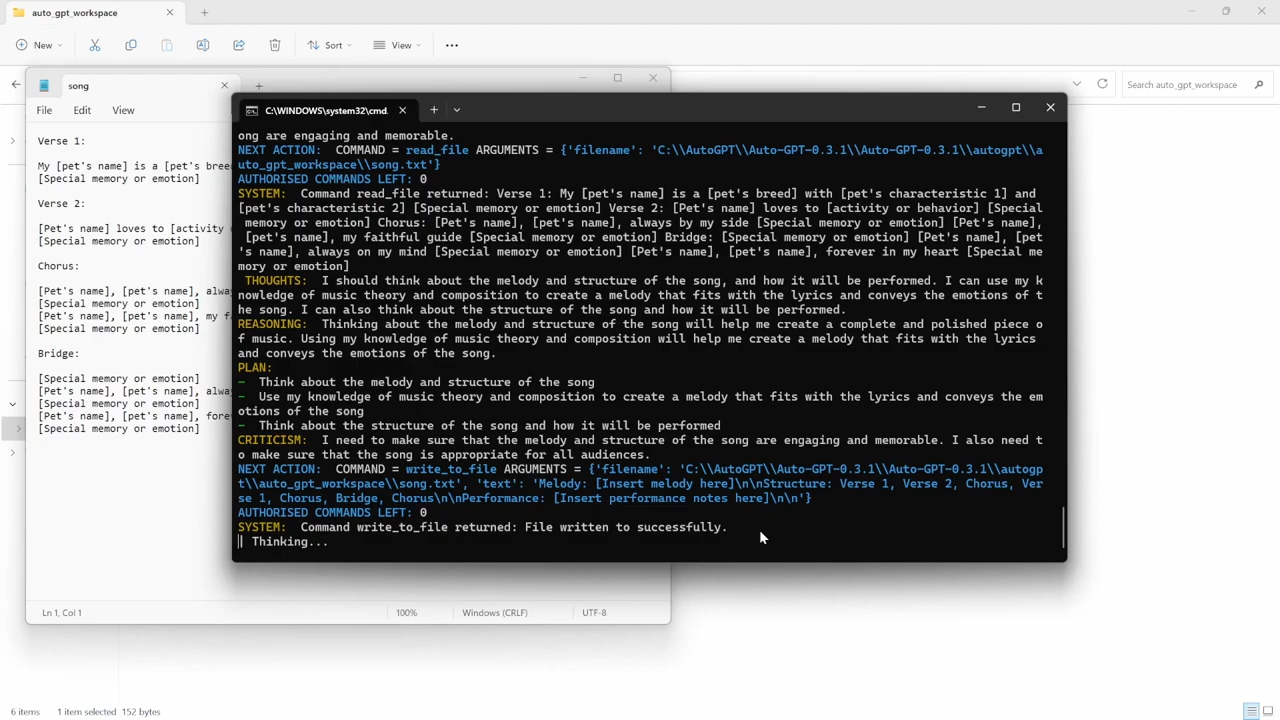 auto_gpt_workspace
New
Sort
View
Search auto_gpt_workspace
song
File Edit View
Verse 1:
My [pet's name] is a [pet's bree
[Special memory or emotion]
Verse 2:
[Pet's name] loves to [activity
[Special memory or emotion]
Chorus:
[Pet's name], [pet's name], alwa
[Special memory or emotion]
[Pet's name], [pet's name], my f
[Special memory or emotion]
Bridge:
[Special memory or emotion]
[Pet's name], [pet's name], alwa
[Special memory or emotion]
[Pet's name], [pet's name], fore
[Special memory or emotion]
Ln 1, Col 1
100%
Windows (CRLF)
UTF-8
C:\WINDOWS\system32\cmd.
ong are engaging and memorable.
NEXT ACTION:  COMMAND = read_file ARGUMENTS = {'filename': 'C:\\AutoGPT\\Auto-GPT-0.3.1\\Auto-GPT-0.3.1\\autogpt\\a
uto_gpt_workspace\\song.txt'}
AUTHORISED COMMANDS LEFT: 0
SYSTEM:  Command read_file returned: Verse 1: My [pet's name] is a [pet's breed] with [pet's characteristic 1] and
[pet's characteristic 2] [Special memory or emotion] Verse 2: [Pet's name] loves to [activity or behavior] [Special
memory or emotion] Chorus: [Pet's name], [pet's name], always by my side [Special memory or emotion] [Pet's name],
[pet's name], my faithful guide [Special memory or emotion] Bridge: [Special memory or emotion] [Pet's name], [pet
's name], always on my mind [Special memory or emotion] [Pet's name], [pet's name], forever in my heart [Special me
mory or emotion]
THOUGHTS:  I should think about the melody and structure of the song, and how it will be performed. I can use my k
nowledge of music theory and composition to create a melody that fits with the lyrics and conveys the emotions of t
he song. I can also think about the structure of the song and how it will be performed.
REASONING:  Thinking about the melody and structure of the song will help me create a complete and polished piece o
f music. Using my knowledge of music theory and composition will help me create a melody that fits with the lyrics
and conveys the emotions of the song.
PLAN:
-  Think about the melody and structure of the song
-  Use my knowledge of music theory and composition to create a melody that fits with the lyrics and conveys the em
otions of the song
-  Think about the structure of the song and how it will be performed
CRITICISM:  I need to make sure that the melody and structure of the song are engaging and memorable. I also need t
o make sure that the song is appropriate for all audiences.
NEXT ACTION:  COMMAND = write_to_file ARGUMENTS = {'filename': 'C:\\AutoGPT\\Auto-GPT-0.3.1\\Auto-GPT-0.3.1\\autogp
t\\auto_gpt_workspace\\song.txt', 'text': 'Melody: [Insert melody here]\n\nStructure: Verse 1, Verse 2, Chorus, Ver
se 1, Chorus, Bridge, Chorus\n\nPerformance: [Insert performance notes here]\n\n'}
AUTHORISED COMMANDS LEFT: 0
SYSTEM:  Command write_to_file returned: File written to successfully.
| Thinking...
6 items
1 item selected 152 bytes